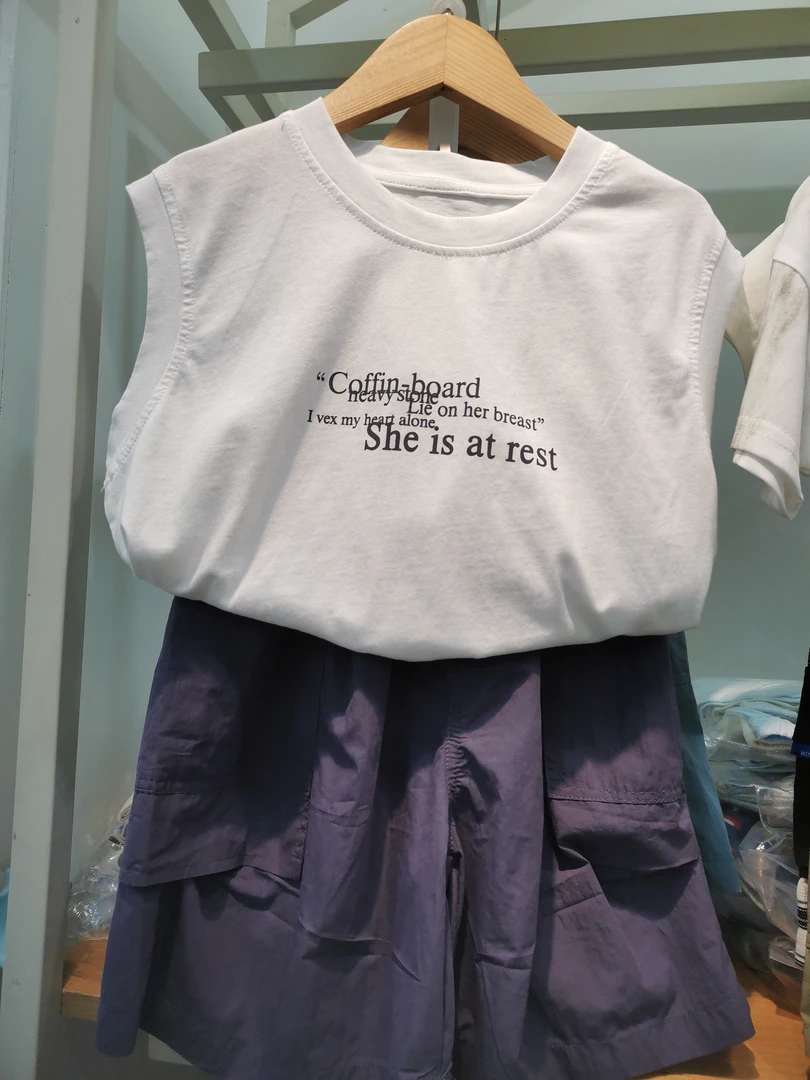 “Coffin-board
heavy stone
Lie on her breast”
I vex my heart alone
She is at rest